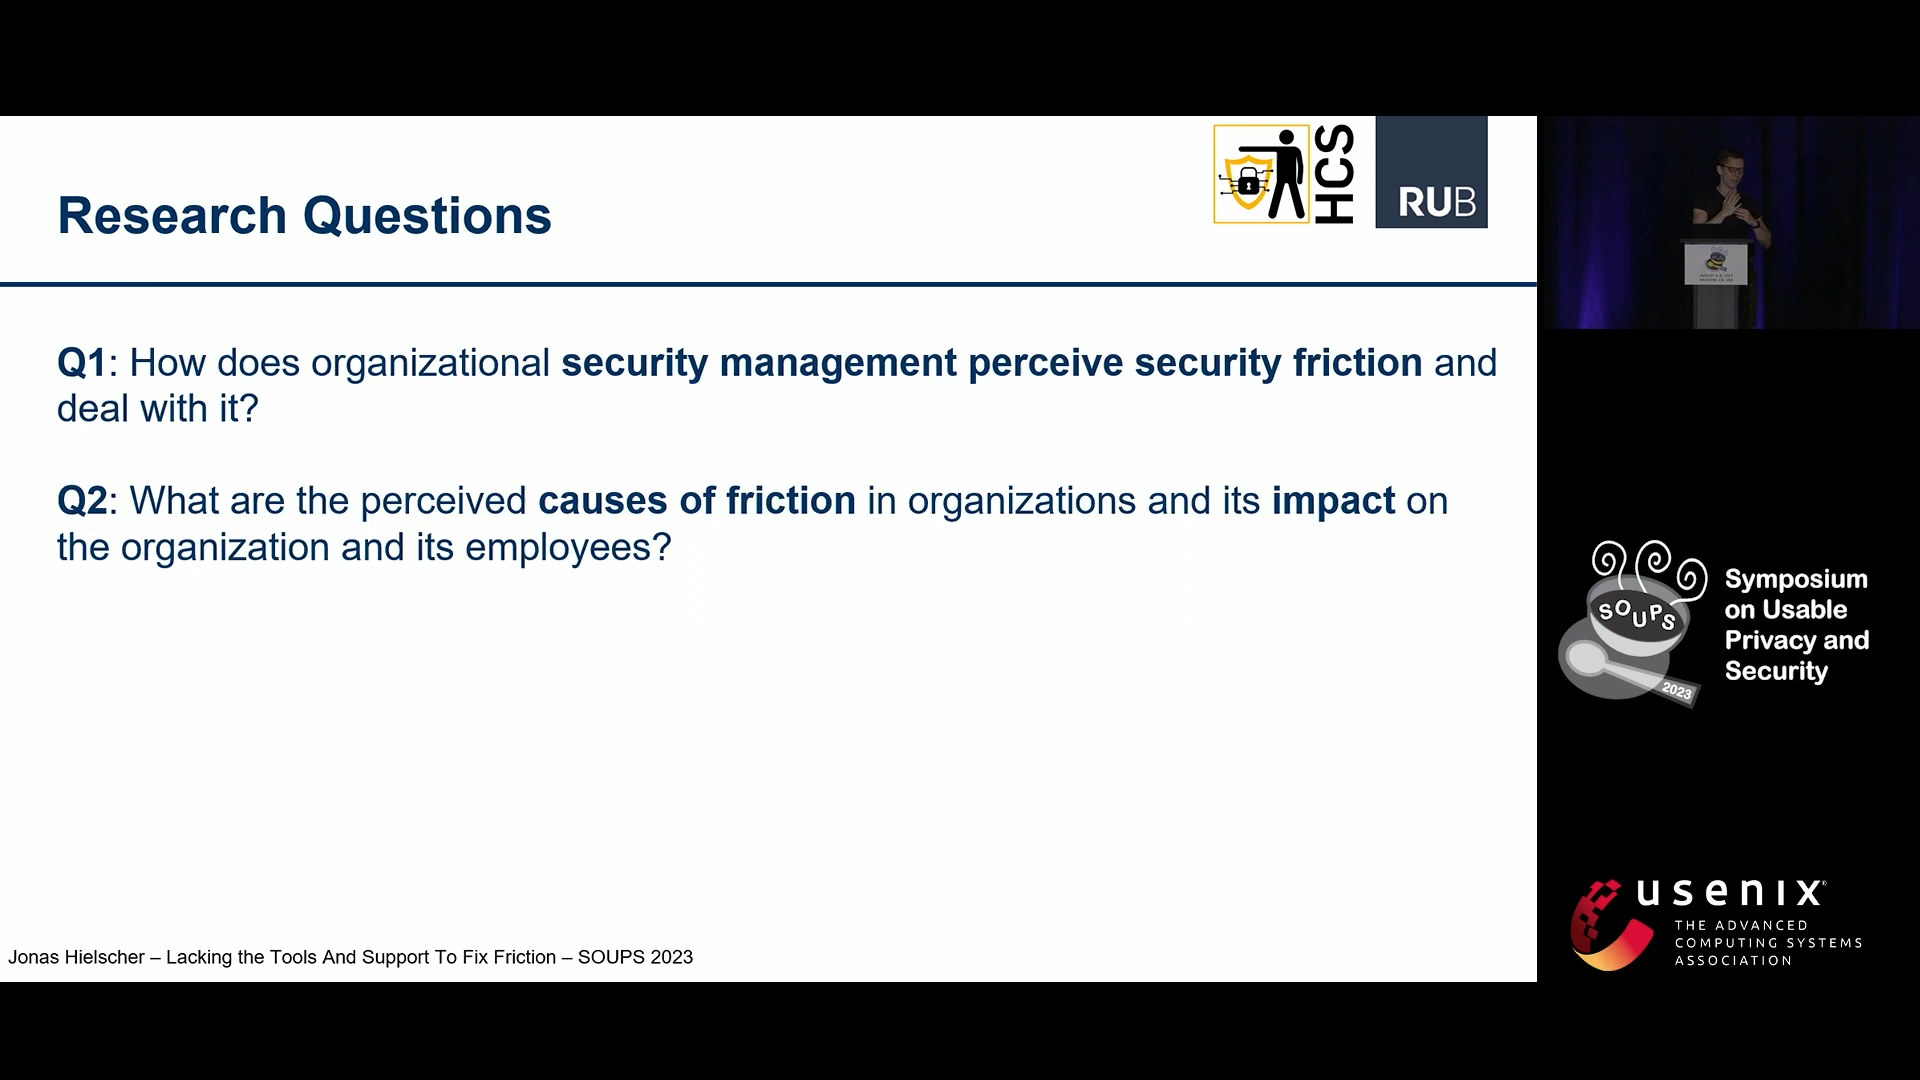 Research Questions
HCS
RUB
Q1: How does organizational security management perceive security friction and
deal with it?
Q2: What are the perceived causes of friction in organizations and its impact on
the organization and its employees?
Jonas Hielscher – Lacking the Tools And Support To Fix Friction – SOUPS 2023
SOUPS
2023
Symposium
on Usable
Privacy and
Security
usenix®
THE ADVANCED
COMPUTING SYSTEMS
ASSOCIATION